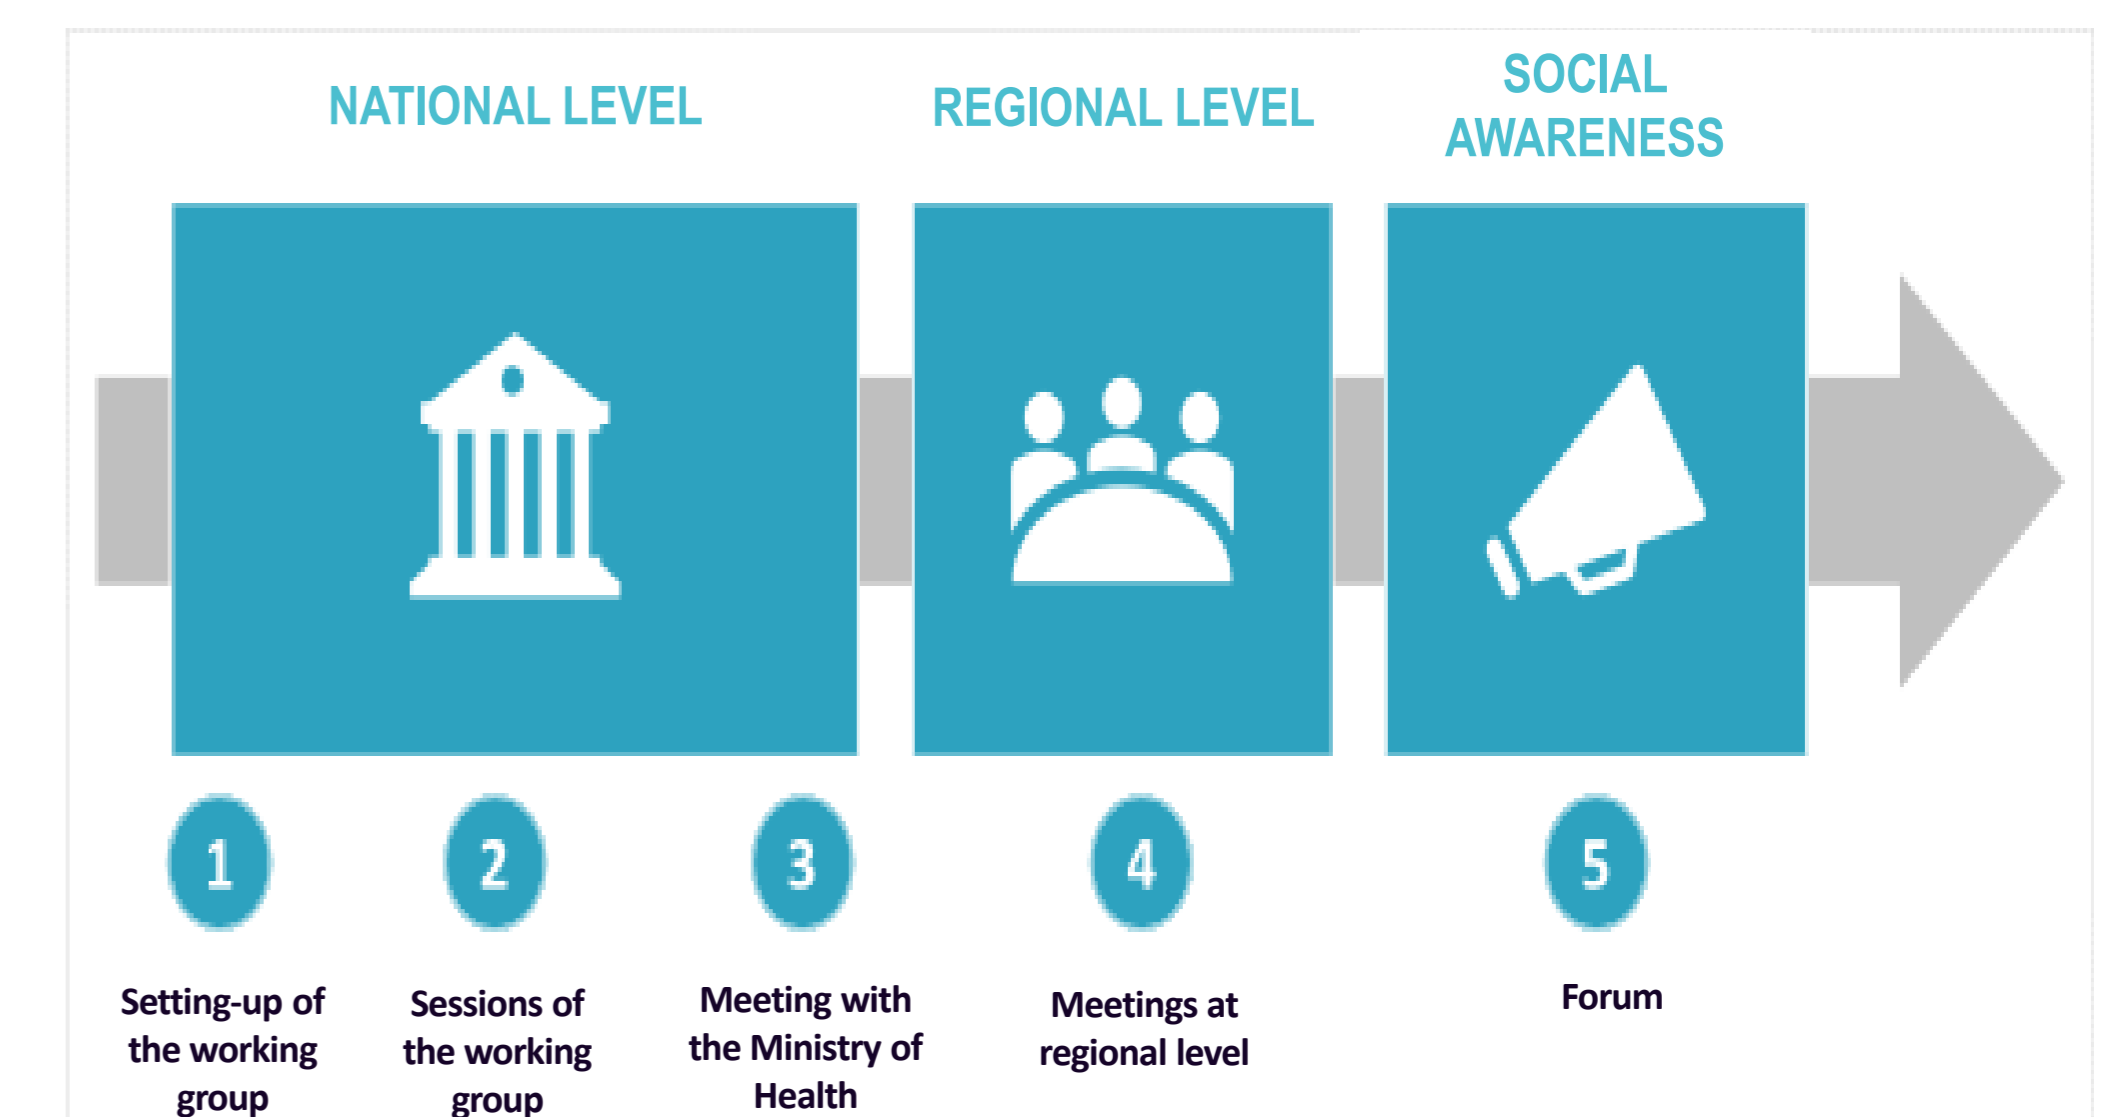 NATIONAL LEVEL
REGIONAL LEVEL
SOCIAL
AWARENESS
1
2
3
4
5
Setting-up of
the working
group
Sessions of
the working
group
Meeting with
the Ministry of
Health
Meetings at
regional level
Forum